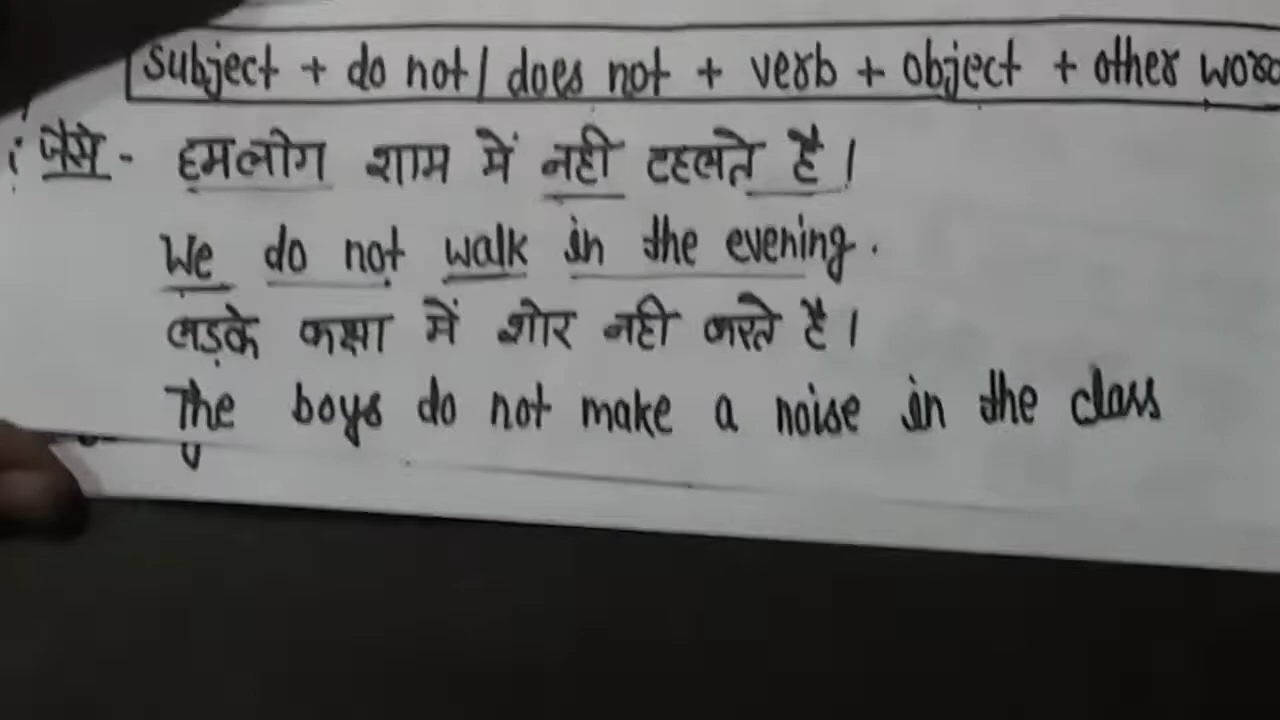 subject + do not / does not + verb + object + other
जैसे - हमलोग शाम में नही टहलते है।
We do not walk in the evening.
लड़के कक्षा में शोर नही करते है।
The boys do not make a noise in the class